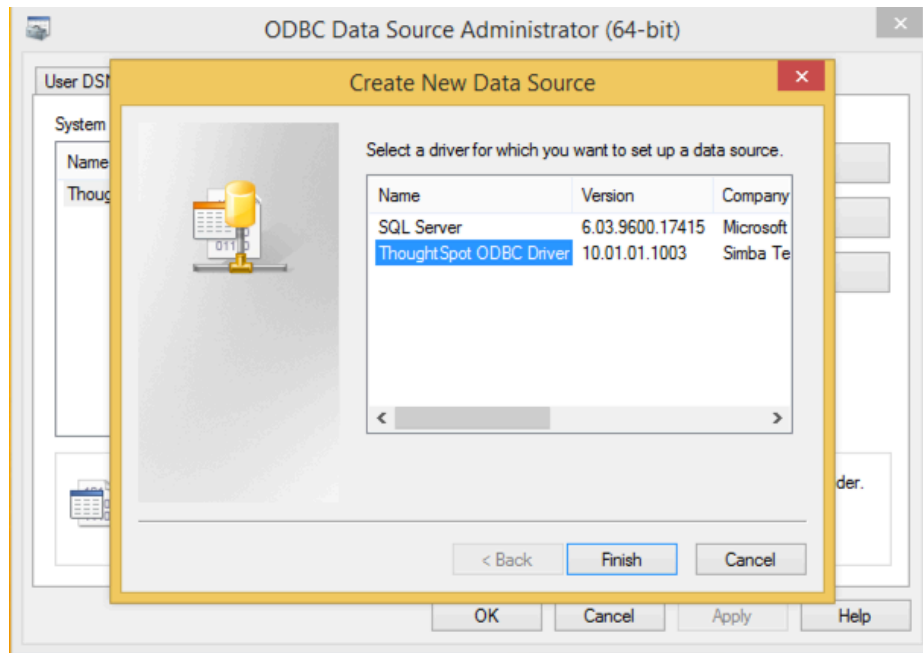 ODBC Data Source Administrator (64-bit)
User DSN
Create New Data Source
System
Name
Thoug
Select a driver for which you want to set up a data source.
Name Version Company
SQL Server 6.03.9600.17415 Microsoft
ThoughtSpot ODBC Driver 10.01.01.1003 Simba Te
der.
< Back Finish Cancel
OK Cancel Apply Help